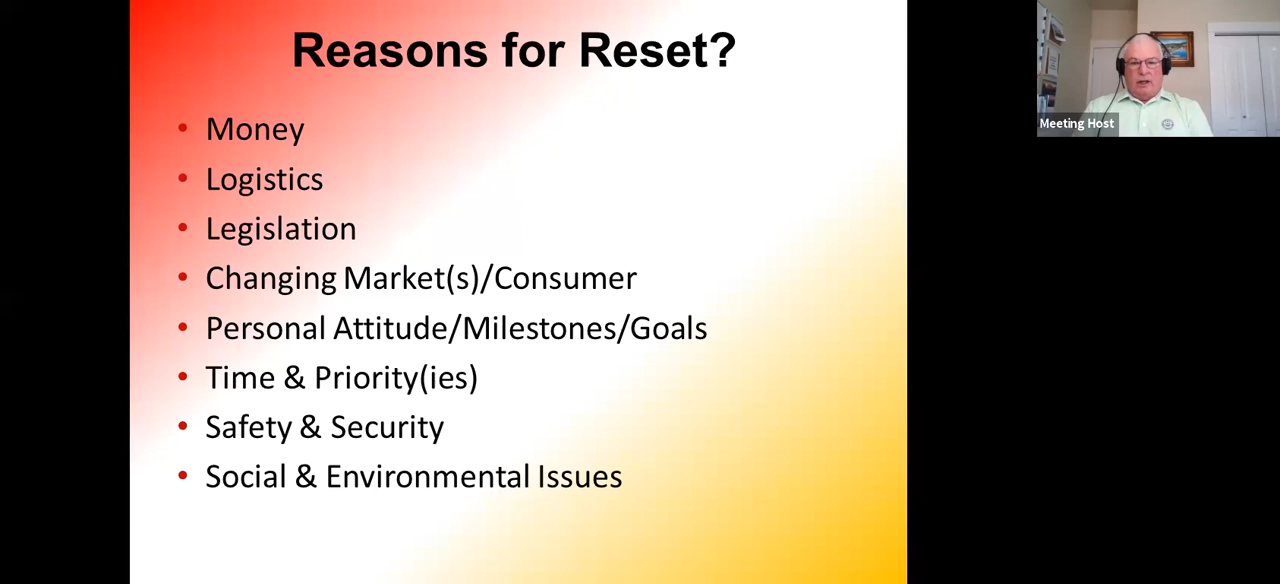 Reasons for Reset?
Money
Logistics
Legislation
Changing Market(s)/Consumer
Personal Attitude/Milestones/Goals
Time & Priority(ies)
Safety & Security
Social & Environmental Issues
Meeting Host